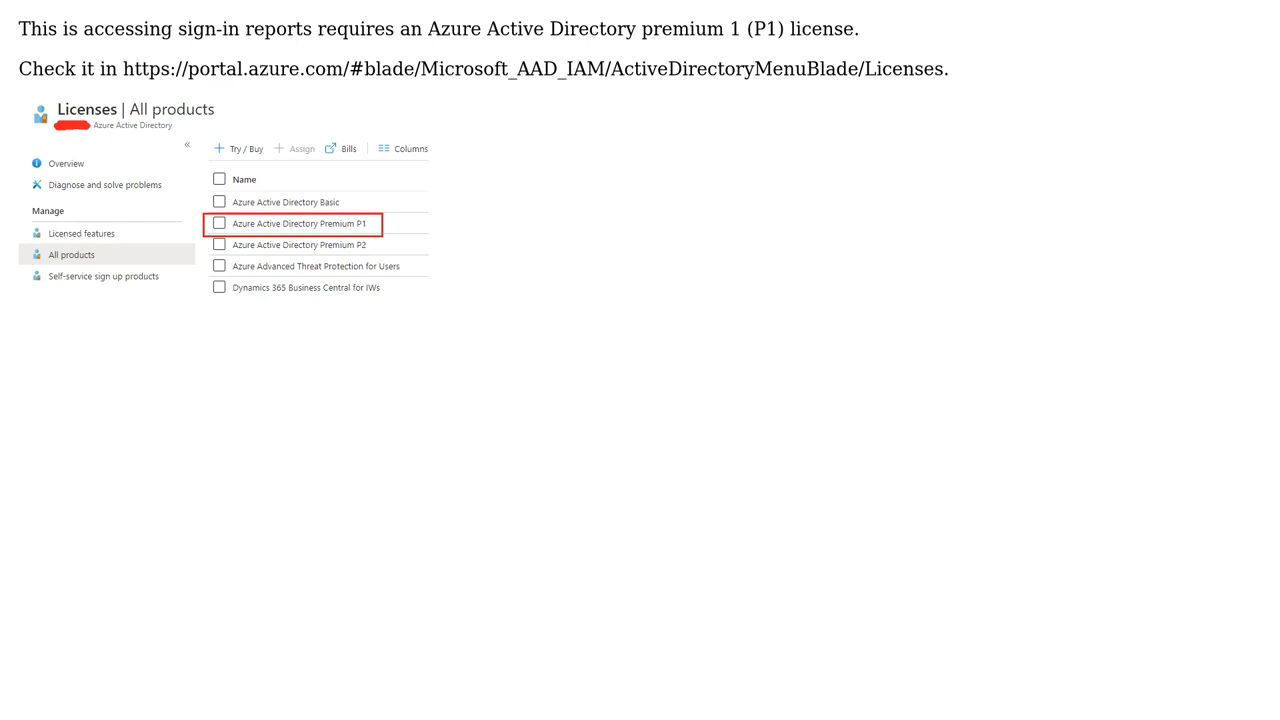 This is accessing sign-in reports requires an Azure Active Directory premium 1 (P1) license.
Check it in https://portal.azure.com/#blade/Microsoft_AAD_IAM/ActiveDirectoryMenuBlade/Licenses.
Licenses | All products
Azure Active Directory
«
Overview
Diagnose and solve problems
Manage
Licensed features
All products
Self-service sign up products
Try / Buy Assign Bills Columns
Name
Azure Active Directory Basic
Azure Active Directory Premium P1
Azure Active Directory Premium P2
Azure Advanced Threat Protection for Users
Dynamics 365 Business Central for IWs